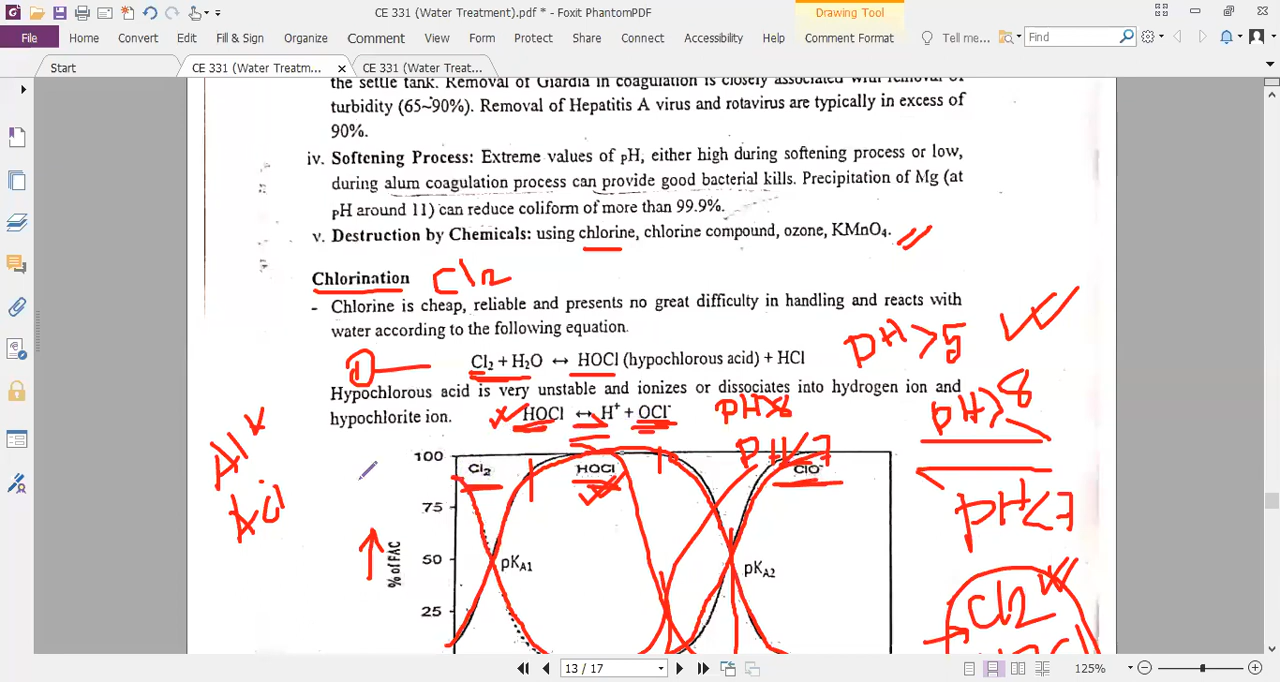 CE 331 (Water Treatment).pdf * - Foxit PhantomPDF
Drawing Tool
File Home Convert Edit Fill & Sign Organize Comment View Form Protect Share Connect Accessibility Help Comment Format Tell me... Find
Start CE 331 (Water Treatm... CE 331 (Water Treat...
the settle tank. Removal of Giardia in coagulation is closely associated with removal of
turbidity (65~90%). Removal of Hepatitis A virus and rotavirus are typically in excess of
90%.
iv. Softening Process: Extreme values of pH, either high during softening process or low,
during alum coagulation process can provide good bacterial kills. Precipitation of Mg (at
pH around 11) can reduce coliform of more than 99.9%.
v. Destruction by Chemicals: using chlorine, chlorine compound, ozone, KMnO4.
Chlorination Cl2
- Chlorine is cheap, reliable and presents no great difficulty in handling and reacts with
water according to the following equation.
pH>5
① Cl2 + H2O ↔ HOCl (hypochlorous acid) + HCl
Hypochlorous acid is very unstable and ionizes or dissociates into hydrogen ion and
hypochlorite ion. HOCl ↔ H+ + OCl-
pH>8
pH<7
100 Cl2 HOCl ClO-
pH<7
Alk
Aci
75
50 pKA1 pKA2
% of FAC
25
Cl2
13 / 17
125%